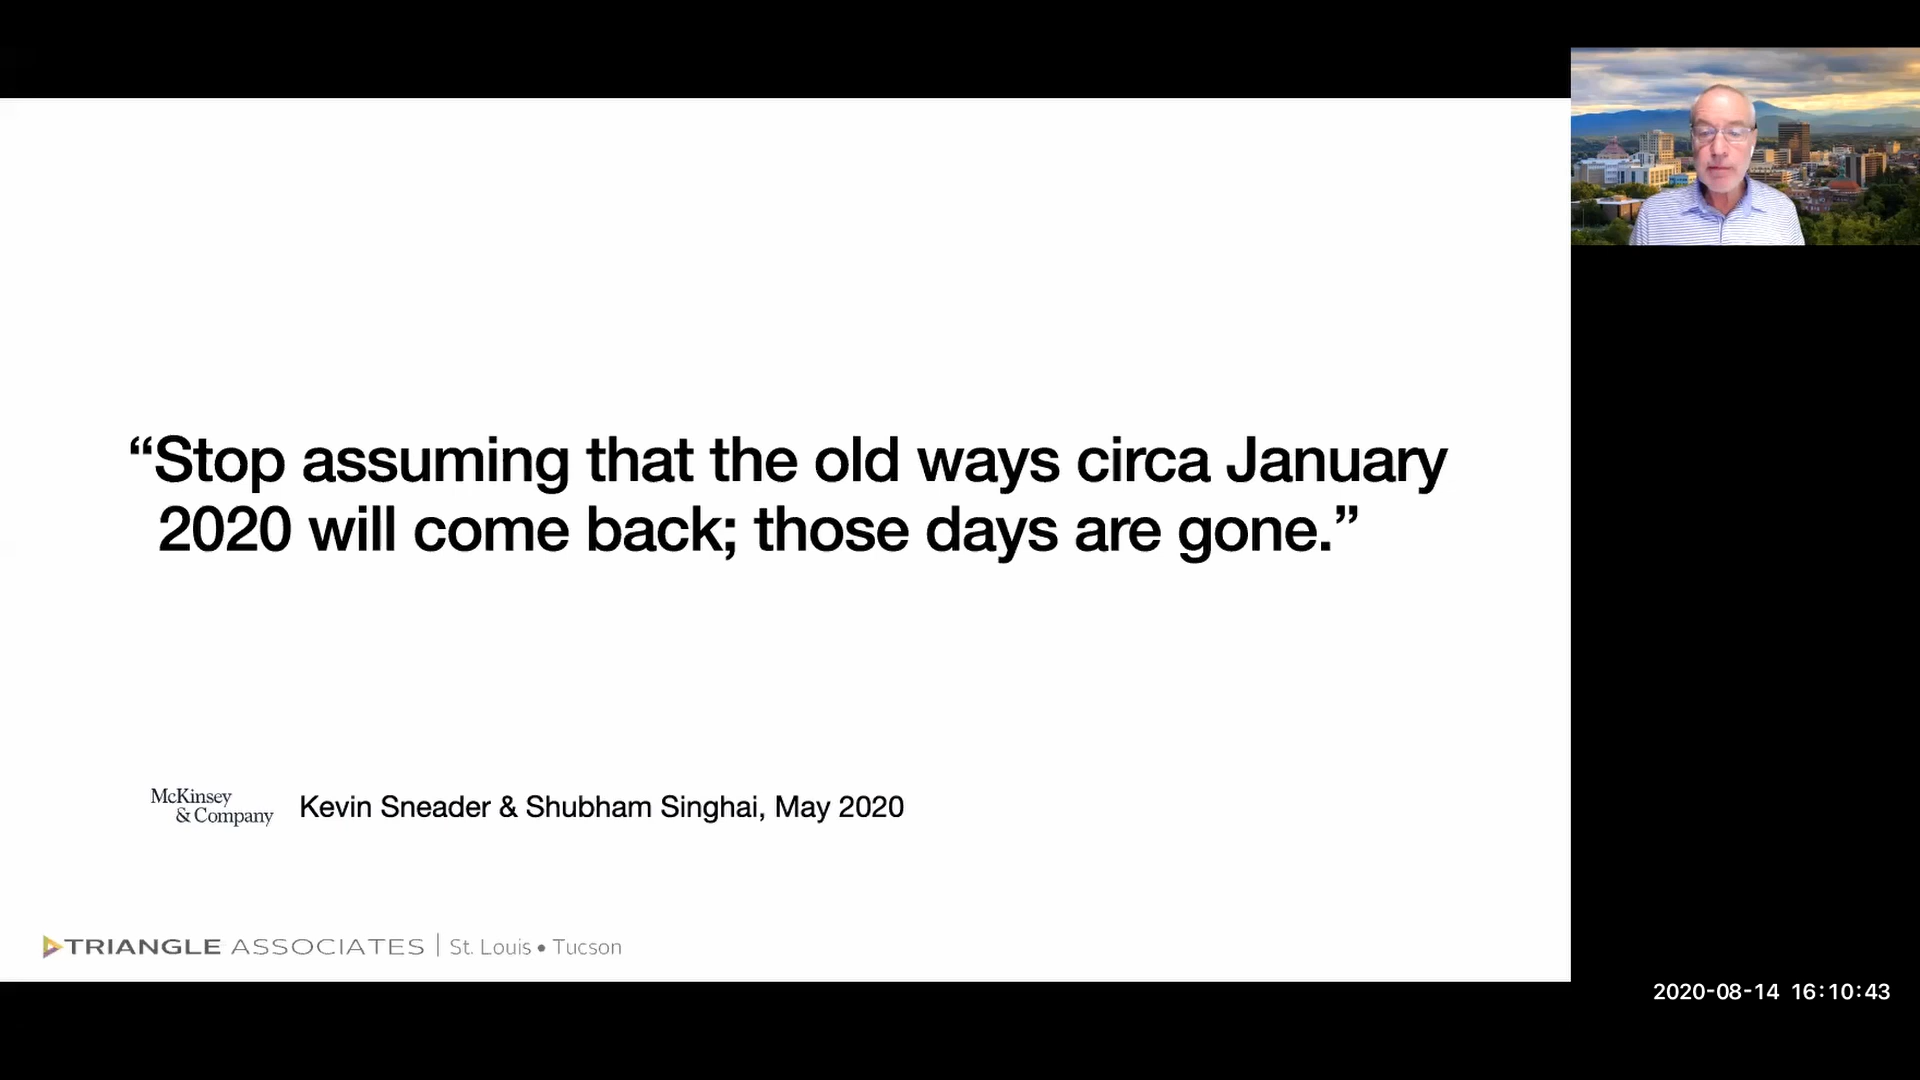 “Stop assuming that the old ways circa January
2020 will come back; those days are gone.”
McKinsey
& Company
Kevin Sneader & Shubham Singhai, May 2020
TRIANGLE ASSOCIATES | St. Louis • Tucson
2020-08-14 16:10:43